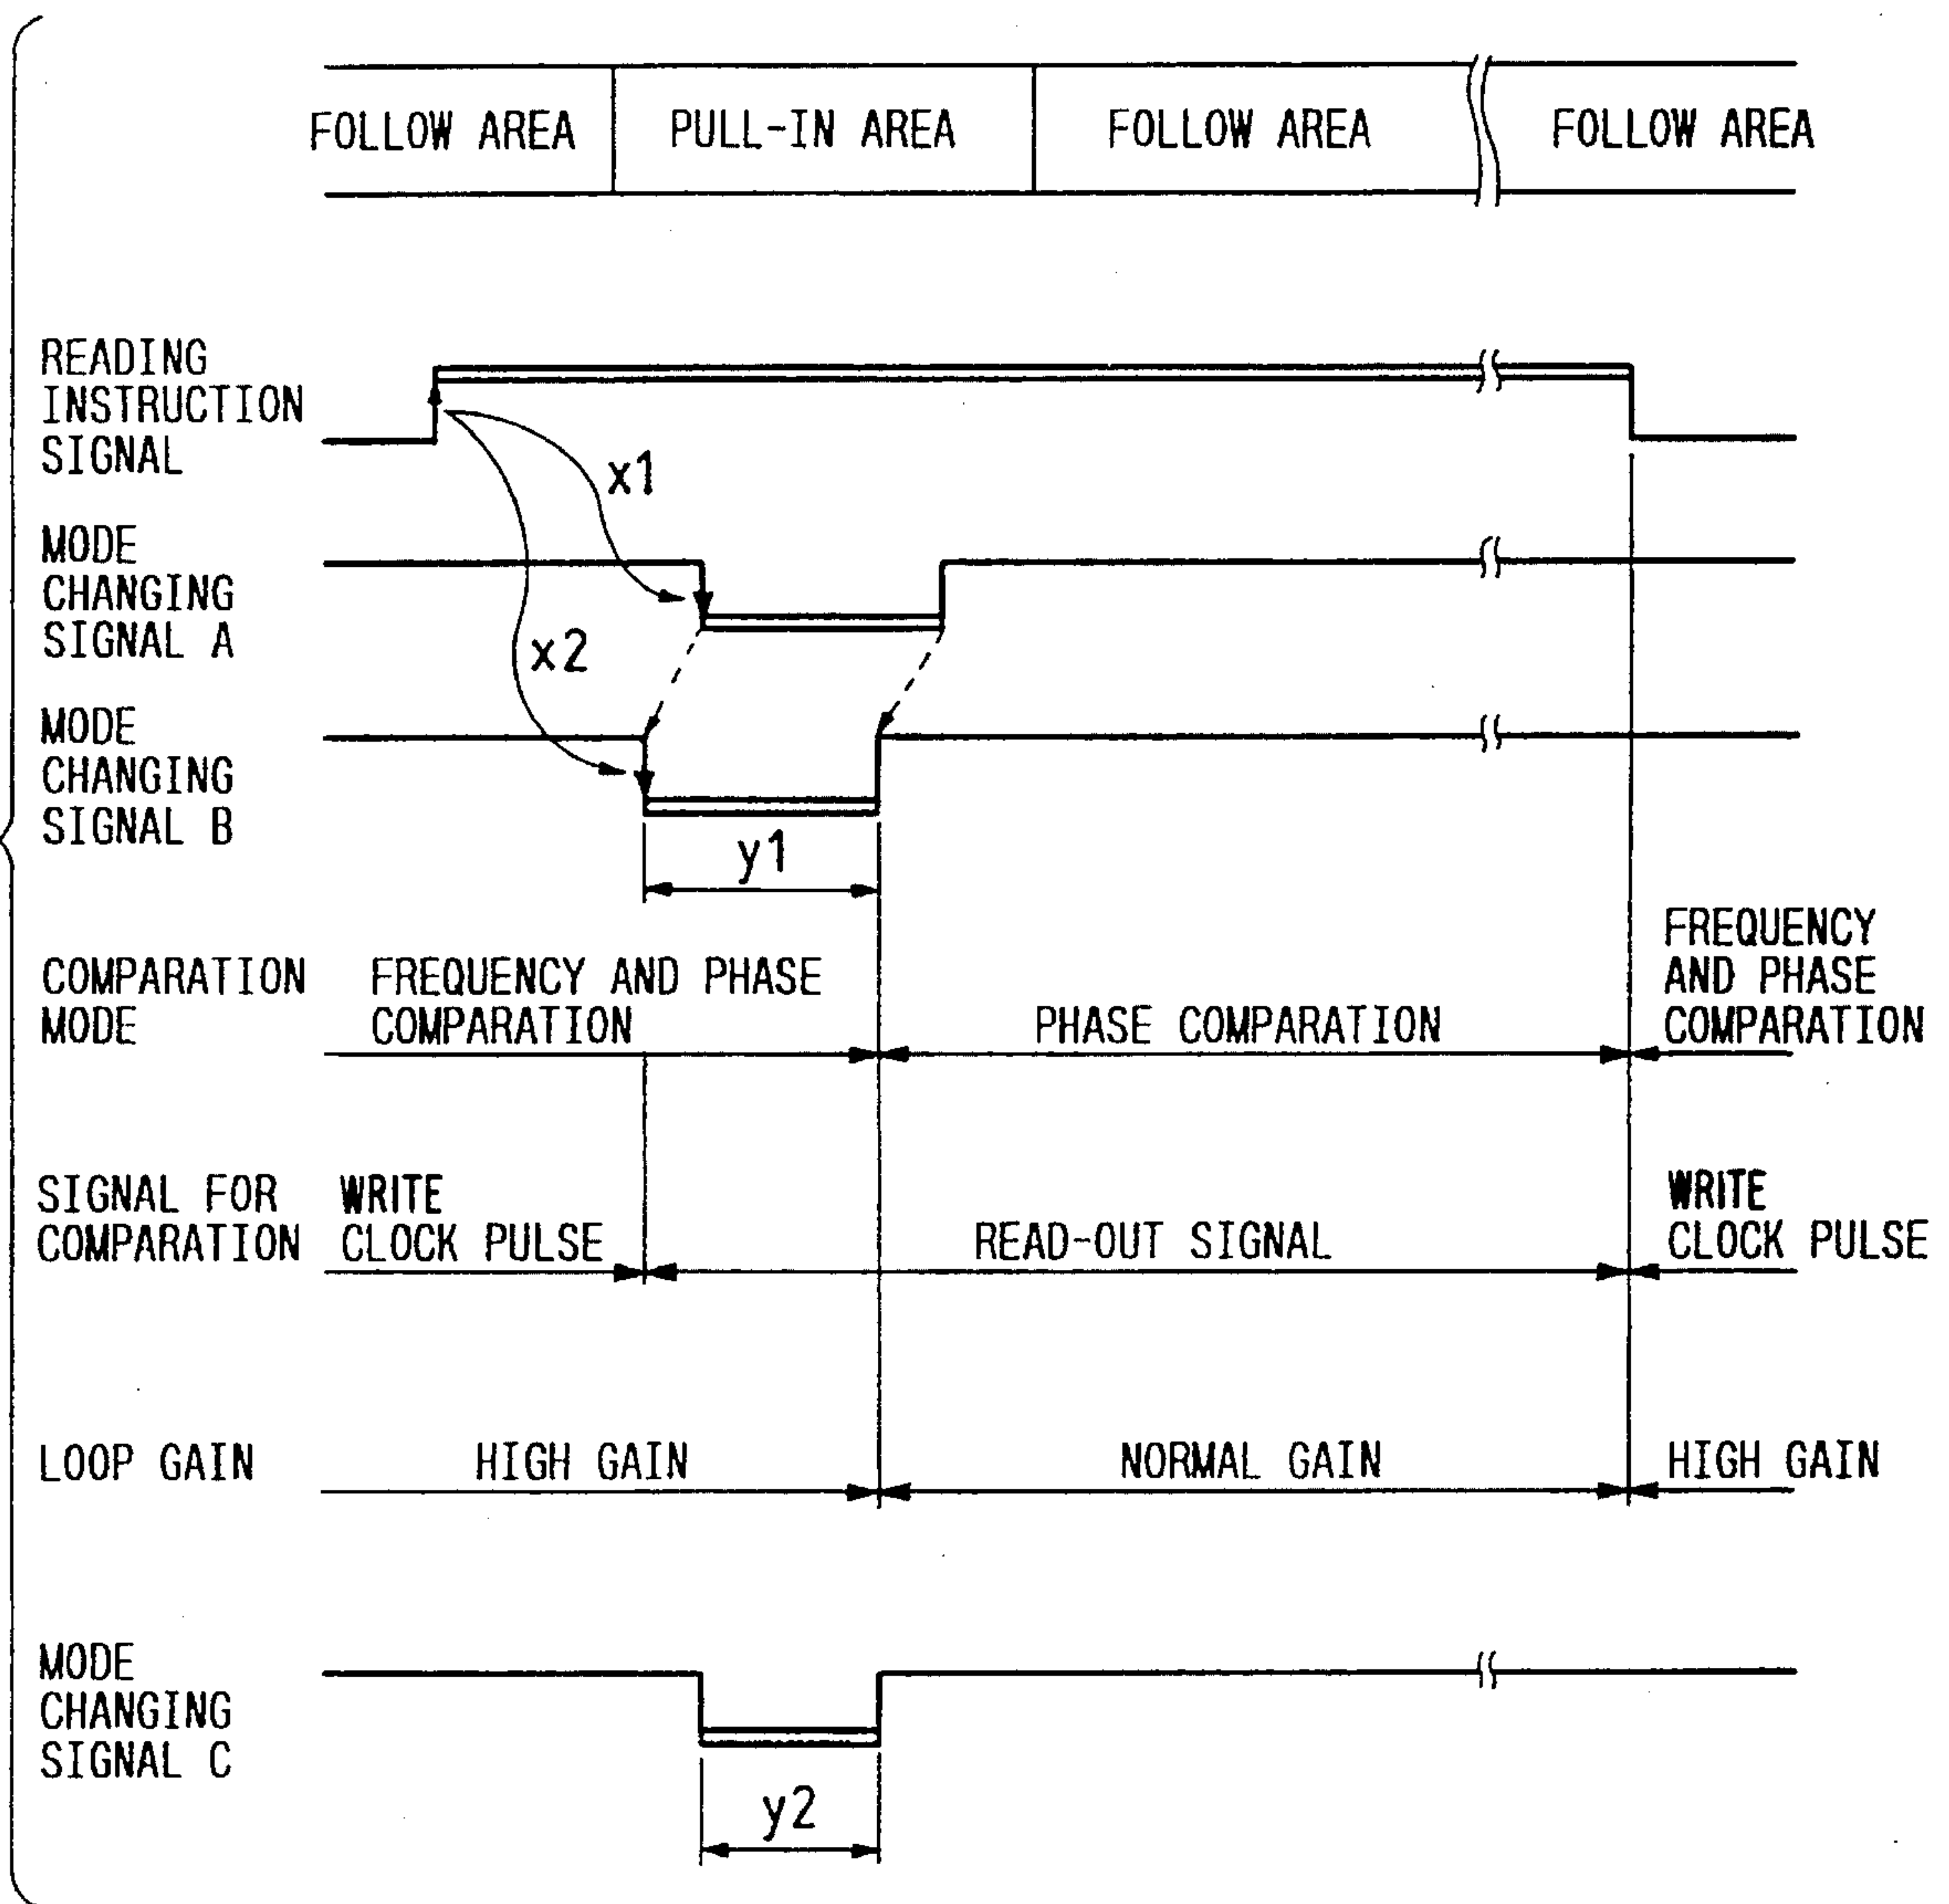 FOLLOW AREA PULL-IN AREA FOLLOW AREA FOLLOW AREA
READING
INSTRUCTION
SIGNAL
x1
MODE
CHANGING
SIGNAL A
x2
MODE
CHANGING
SIGNAL B
y1
COMPARATION
MODE
FREQUENCY AND PHASE
COMPARATION
PHASE COMPARATION
FREQUENCY
AND PHASE
COMPARATION
SIGNAL FOR
COMPARATION
WRITE
CLOCK PULSE
READ-OUT SIGNAL
WRITE
CLOCK PULSE
LOOP GAIN
HIGH GAIN
NORMAL GAIN
HIGH GAIN
MODE
CHANGING
SIGNAL C
y2